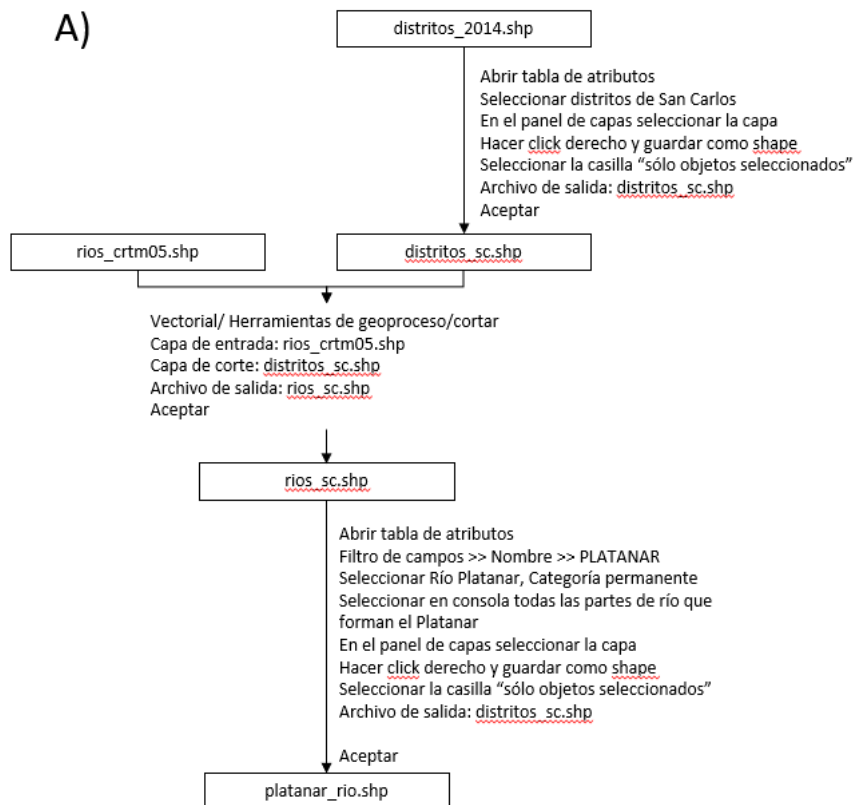 A)
distritos_2014.shp
Abrir tabla de atributos
Seleccionar distritos de San Carlos
En el panel de capas seleccionar la capa
Hacer click derecho y guardar como shape
Seleccionar la casilla “sólo objetos seleccionados”
Archivo de salida: distritos_sc.shp
Aceptar
rios_crtm05.shp
distritos_sc.shp
Vectorial/ Herramientas de geoproceso/cortar
Capa de entrada: rios_crtm05.shp
Capa de corte: distritos_sc.shp
Archivo de salida: rios_sc.shp
Aceptar
rios_sc.shp
Abrir tabla de atributos
Filtro de campos >> Nombre >> PLATANAR
Seleccionar Río Platanar, Categoría permanente
Seleccionar en consola todas las partes de río que
forman el Platanar
En el panel de capas seleccionar la capa
Hacer click derecho y guardar como shape
Seleccionar la casilla “sólo objetos seleccionados”
Archivo de salida: distritos_sc.shp
Aceptar
platanar_rio.shp